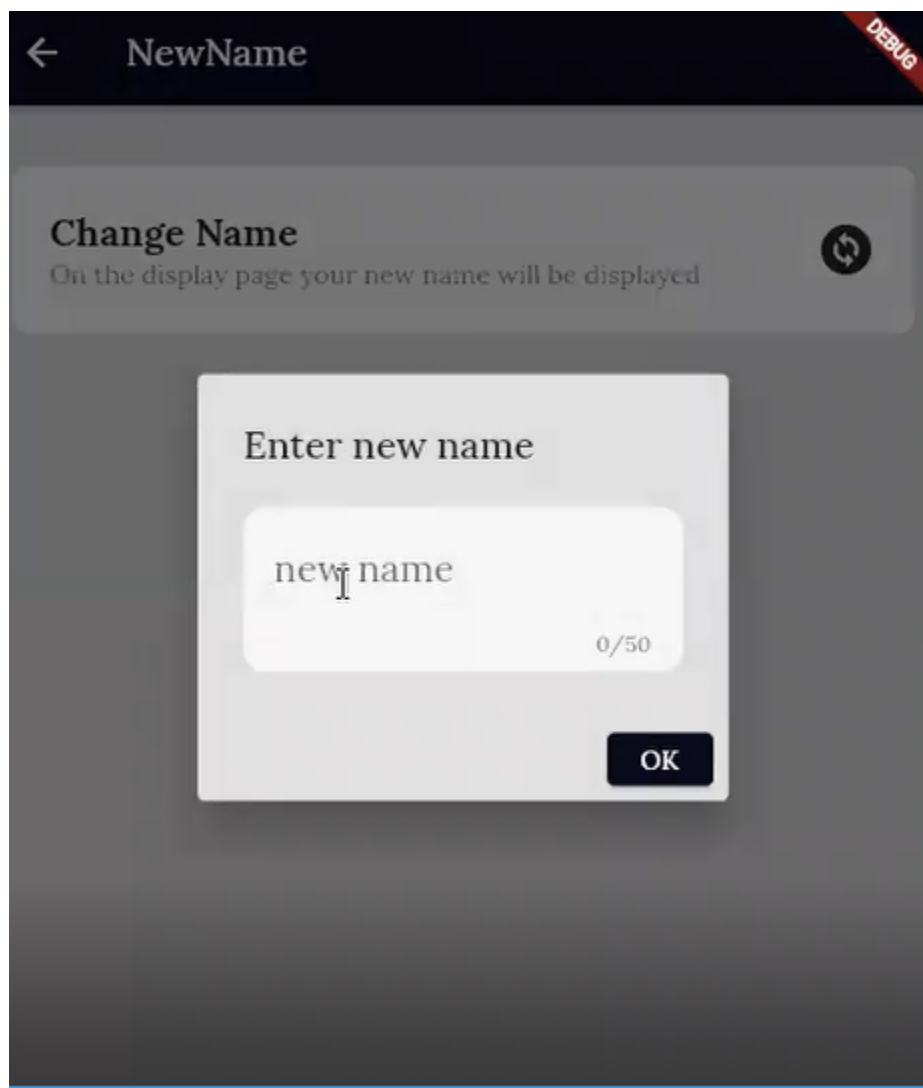 NewName
DEBUG
Change Name
On the display page your new name will be displayed
Enter new name
new name
0/50
OK